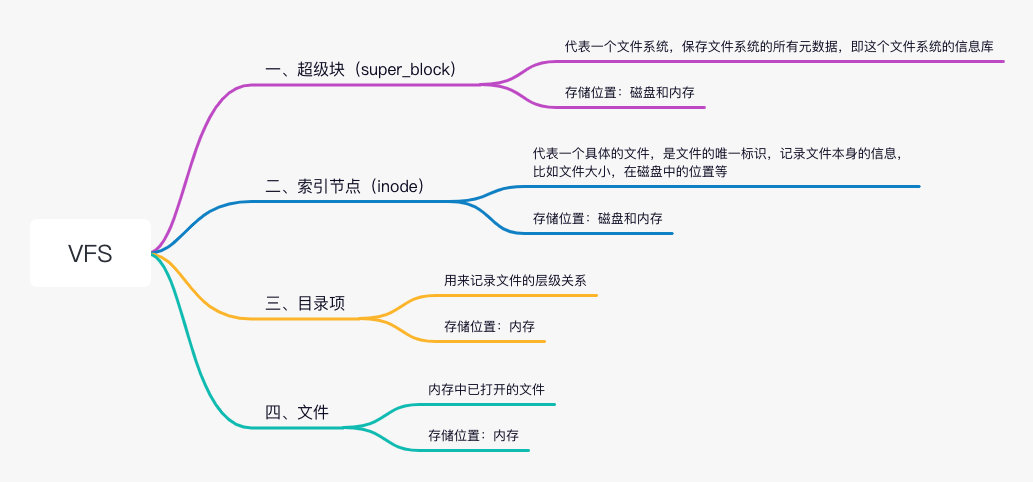 VFS
一、超级块（super_block）
代表一个文件系统，保存文件系统的所有元数据，即这个文件系统的信息库
存储位置：磁盘和内存
二、索引节点（inode）
代表一个具体的文件，是文件的唯一标识，记录文件本身的信息，
比如文件大小，在磁盘中的位置等
存储位置：磁盘和内存
三、目录项
用来记录文件的层级关系
存储位置：内存
四、文件
内存中已打开的文件
存储位置：内存